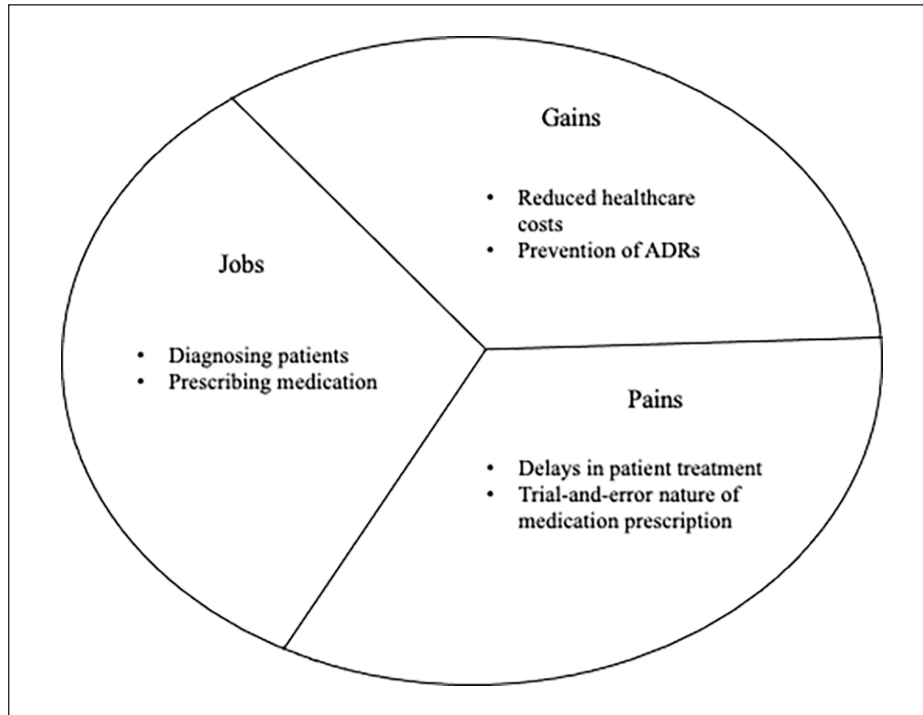 Gains
• Reduced healthcare
costs
• Prevention of ADRs
Jobs
• Diagnosing patients
• Prescribing medication
Pains
• Delays in patient treatment
• Trial-and-error nature of
medication prescription